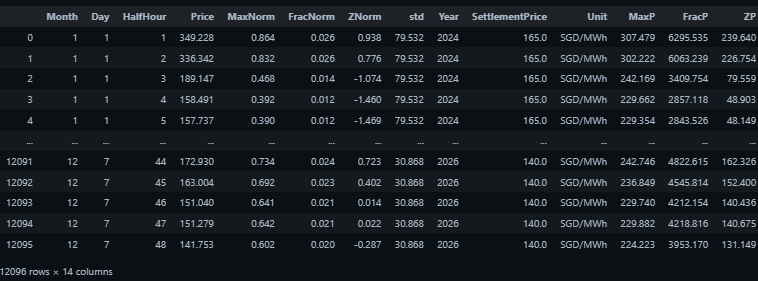 Month Day HalfHour Price MaxNorm FracNorm ZNorm std Year SettlementPrice Unit MaxP FracP ZP
0 1 1 1 349.228 0.864 0.026 0.938 79.532 2024 165.0 SGD/MWh 307.479 6295.535 239.640
1 1 1 2 336.342 0.832 0.026 0.776 79.532 2024 165.0 SGD/MWh 302.222 6063.239 226.754
2 1 1 3 189.147 0.468 0.014 -1.074 79.532 2024 165.0 SGD/MWh 242.169 3409.754 79.559
3 1 1 4 158.491 0.392 0.012 -1.460 79.532 2024 165.0 SGD/MWh 229.662 2857.118 48.903
4 1 1 5 157.737 0.390 0.012 -1.469 79.532 2024 165.0 SGD/MWh 229.354 2843.526 48.149
... ... ... ... ... ... ... ... ... ... ... ... ... ... ...
12091 12 7 44 172.930 0.734 0.024 0.723 30.868 2026 140.0 SGD/MWh 242.746 4822.615 162.326
12092 12 7 45 163.004 0.692 0.023 0.402 30.868 2026 140.0 SGD/MWh 236.849 4545.814 152.400
12093 12 7 46 151.040 0.641 0.021 0.014 30.868 2026 140.0 SGD/MWh 229.740 4212.154 140.436
12094 12 7 47 151.279 0.642 0.021 0.022 30.868 2026 140.0 SGD/MWh 229.882 4218.816 140.675
12095 12 7 48 141.753 0.602 0.020 -0.287 30.868 2026 140.0 SGD/MWh 224.223 3953.170 131.149
12096 rows × 14 columns